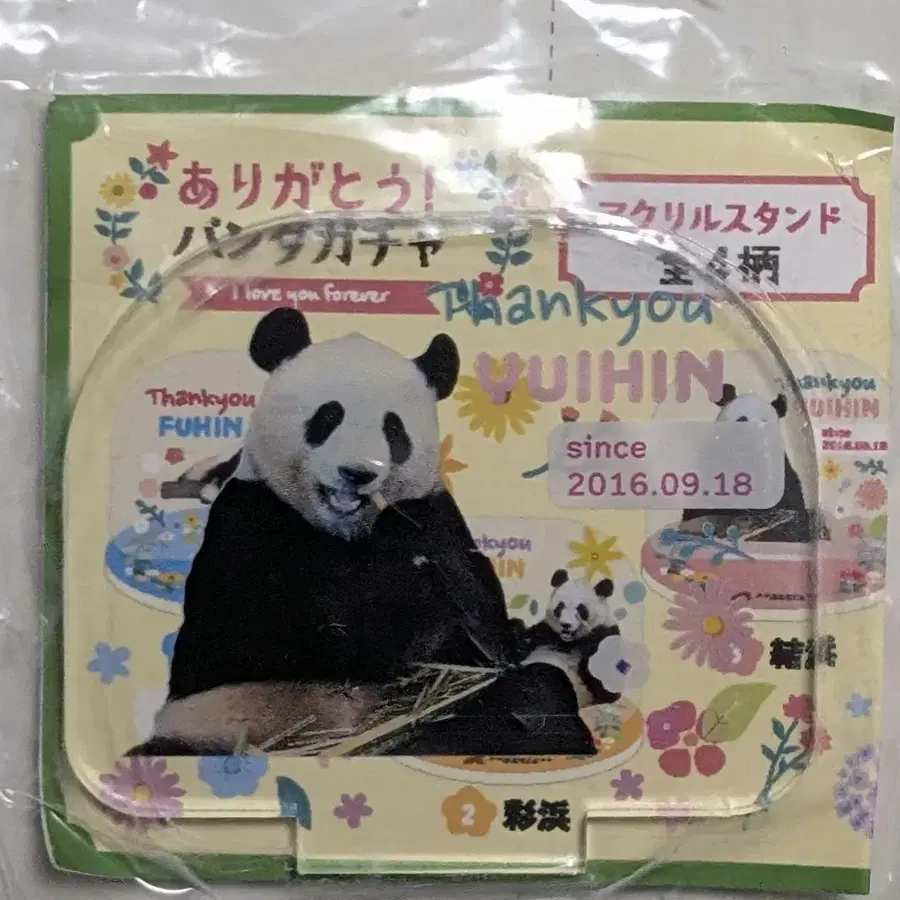 ありがとう!
パンダガチャ
I love you forever
アクリルスタンド
全4柄
Thankyou
YUIHIN
since
2016.09.18
Thankyou
FUHIN
結浜
2 彩浜